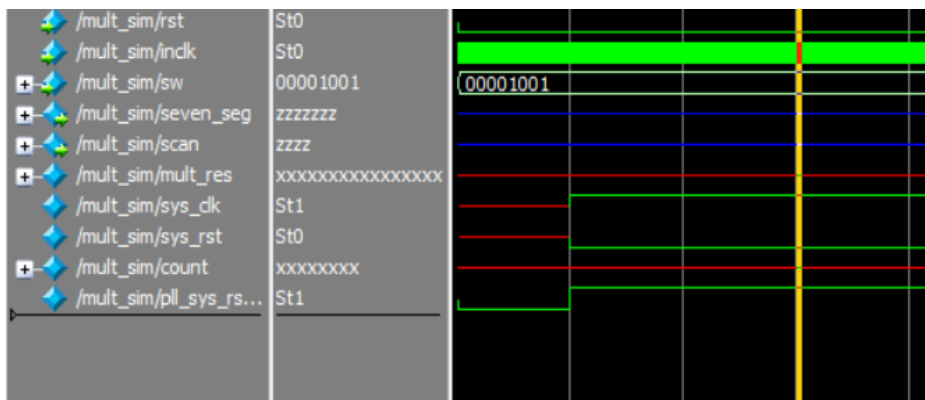 /mult_sim/rst St0
/mult_sim/inclk St0
/mult_sim/sw 00001001 00001001
/mult_sim/seven_seg zzzzzzz
/mult_sim/scan zzzz
/mult_sim/mult_res xxxxxxxxxxxxxxxx
/mult_sim/sys_clk St1
/mult_sim/sys_rst St0
/mult_sim/count xxxxxxxx
/mult_sim/pll_sys_rs... St1